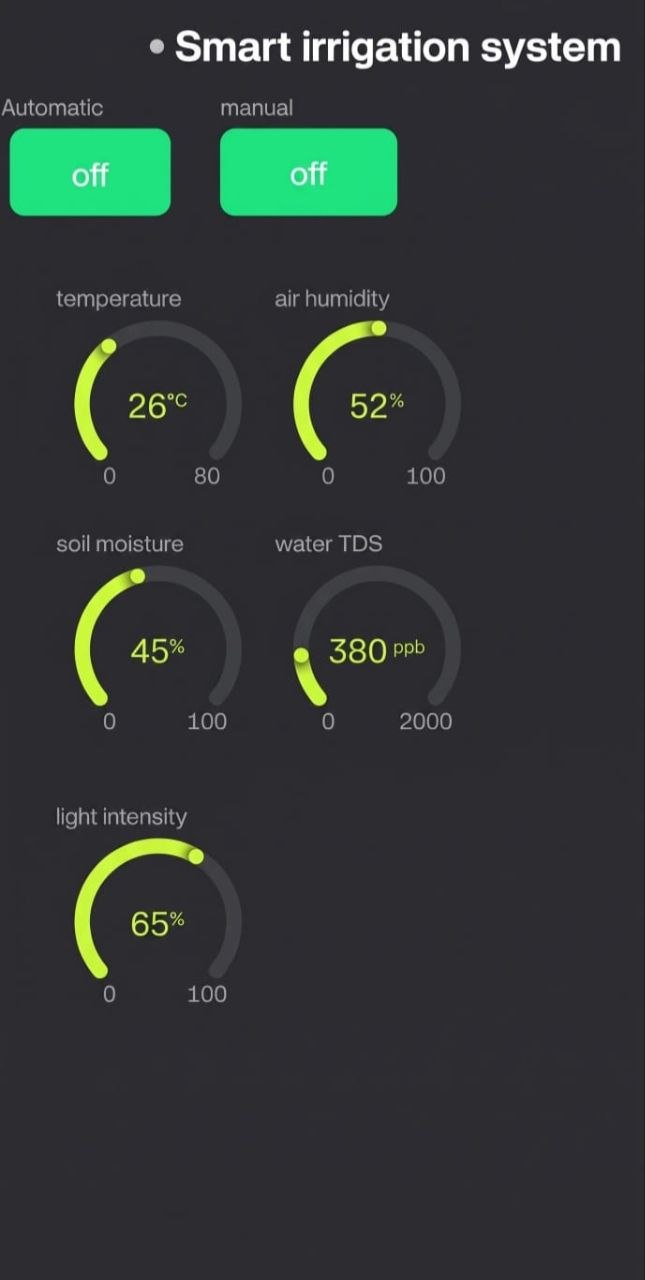 Smart irrigation system
Automatic manual
off off
temperature air humidity
26°C 52%
0 80 0 100
soil moisture water TDS
45% 380 ppb
0 100 0 2000
light intensity
65%
0 100